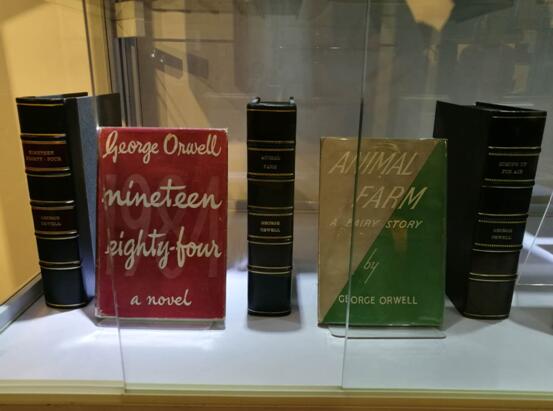 NINETEEN
EIGHTY-FOUR
GEORGE
ORWELL
George Orwell
1984
nineteen
eighty-four
a novel
ANIMAL
FARM
GEORGE
ORWELL
ANIMAL
FARM
A FAIRY STORY
by
GEORGE ORWELL
COMING UP
FOR AIR
GEORGE
ORWELL